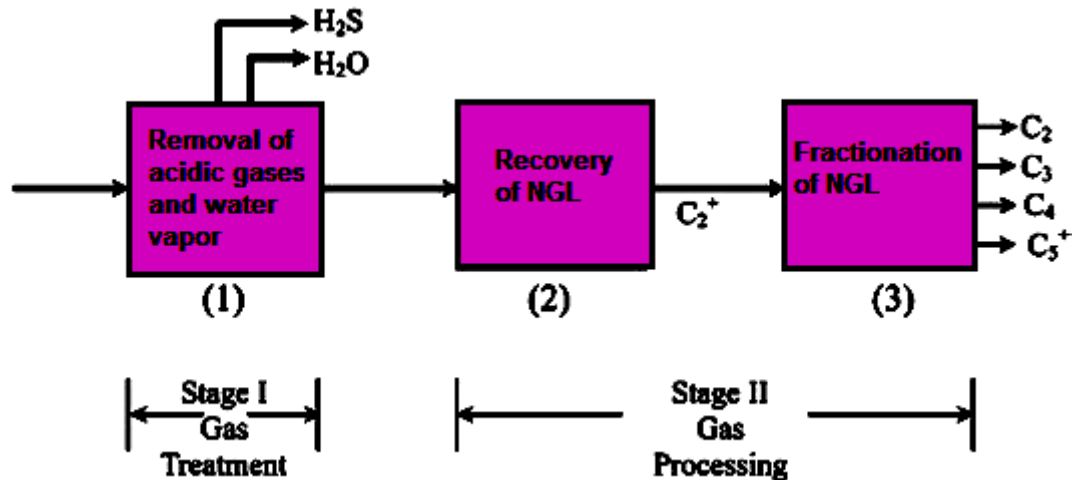 H₂S
H₂O
Removal of
acidic gases
and water
vapor
(1)
Recovery
of NGL
(2)
C₂⁺
Fractionation
of NGL
(3)
C₂
C₃
C₄
C₅⁺
Stage I
Gas
Treatment
Stage II
Gas
Processing